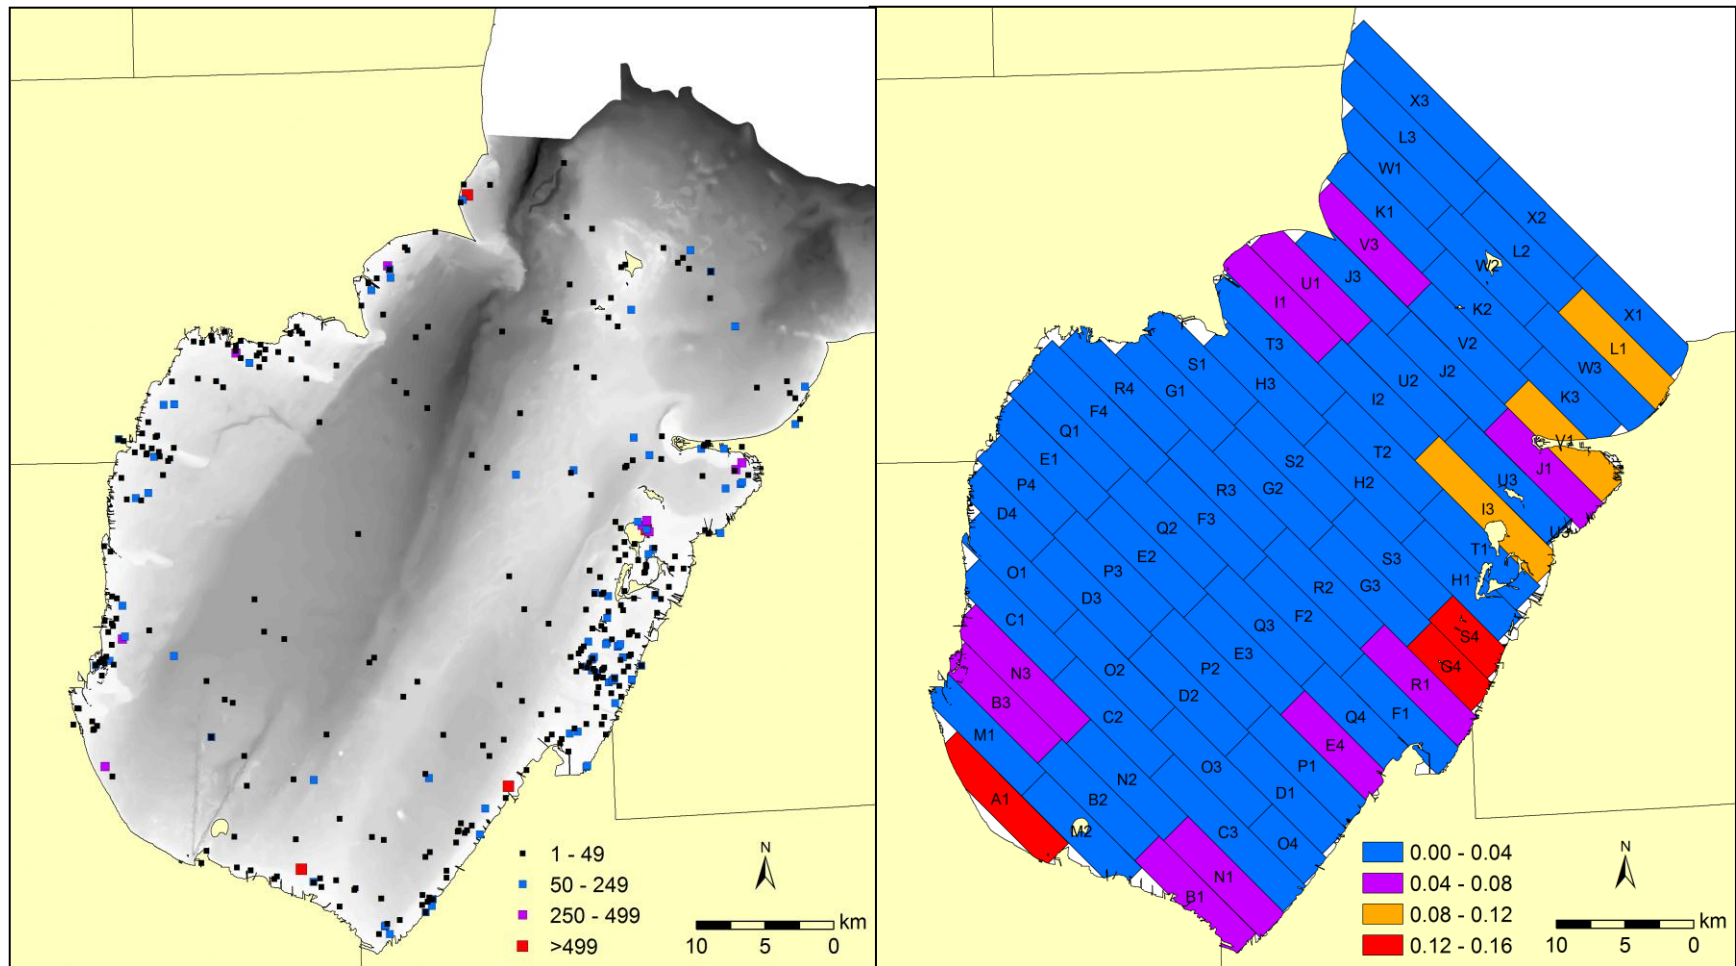 1 - 49
50 - 249
250 - 499
>499
N
km
10 5 0
X3
L3
W1
K1
X2
V3
L2
W2
U1
J3
I1
K2
X1
T3
V2
L1
S1
W3
R4
G1
H3
U2
J2
K3
F4
I2
Q1
V1
T2
E1
S2
J1
P4
R3
G2
H2
U3
D4
Q2
F3
I3
U3
E2
S3
T1
O1
P3
R2
G3
H1
D3
F2
C1
Q3
S4
E3
G4
N3
O2
P2
R1
B3
D2
C2
Q4
F1
M1
E4
O3
P1
N2
A1
B2
D1
M2
C3
O4
N1
B1
0.00 - 0.04
0.04 - 0.08
0.08 - 0.12
0.12 - 0.16
N
km
10 5 0